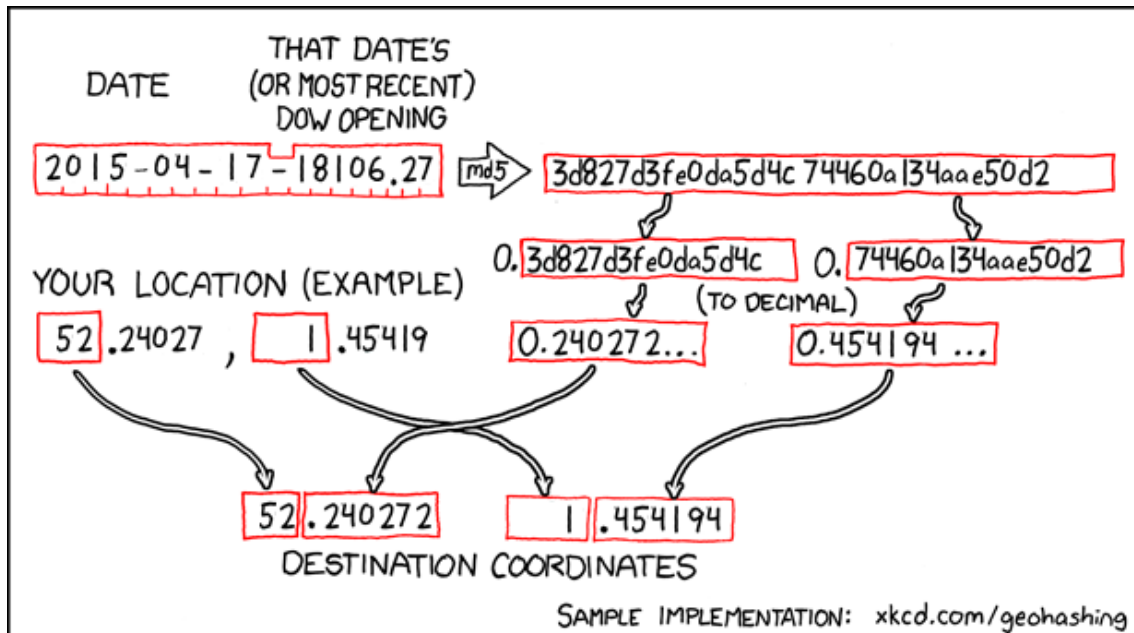 THAT DATE'S
DATE (OR MOST RECENT)
DOW OPENING
2015-04-17-18106.27 md5 3d827d3fe0da5d4c 74460a134aae50d2
0.3d827d3fe0da5d4c 0.74460a134aae50d2
YOUR LOCATION (EXAMPLE) (TO DECIMAL)
52.24027, 1.45419 0.240272... 0.454194...
52.240272 1.454194
DESTINATION COORDINATES
SAMPLE IMPLEMENTATION: xkcd.com/geohashing